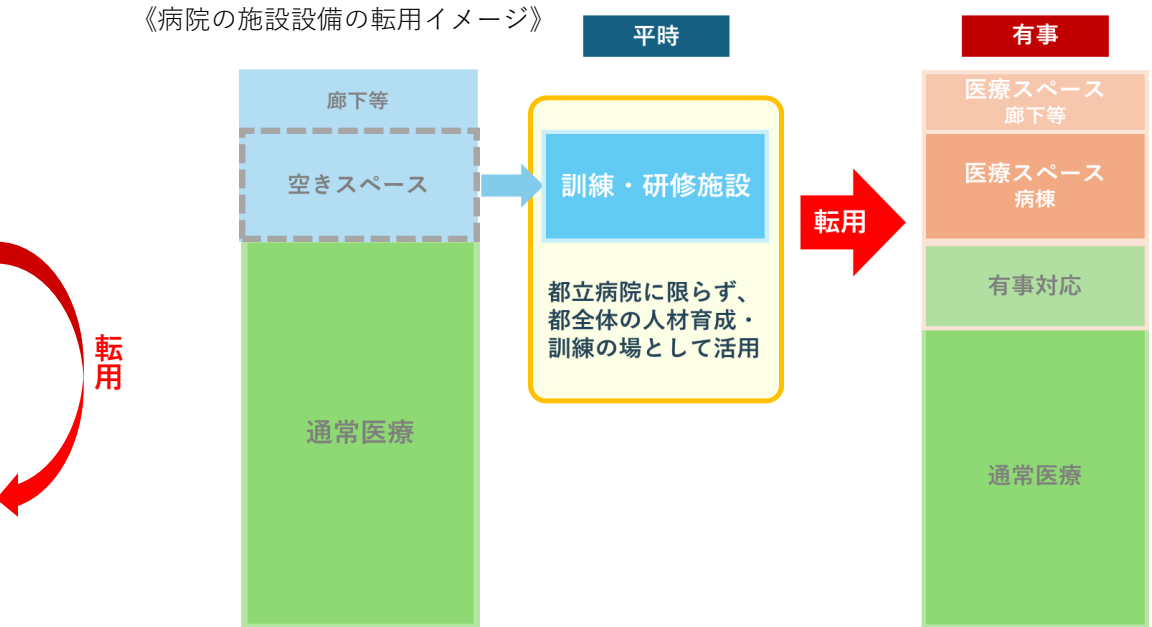 《病院の施設設備の転用イメージ》
平時
有事
廊下等
空きスペース
通常医療
訓練・研修施設
都立病院に限らず、
都全体の人材育成・
訓練の場として活用
転用
転用
医療スペース
廊下等
医療スペース
病棟
有事対応
通常医療